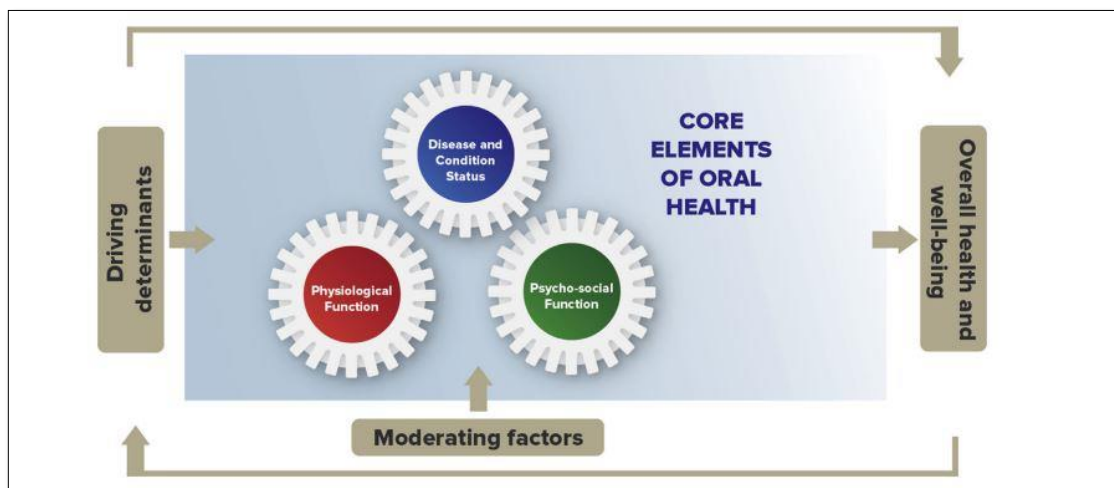 CORE
ELEMENTS
OF ORAL
HEALTH
Disease and
Condition
Status
Driving
determinants
Physiological
Function
Psycho-social
Function
Overall health and
well-being
Moderating factors